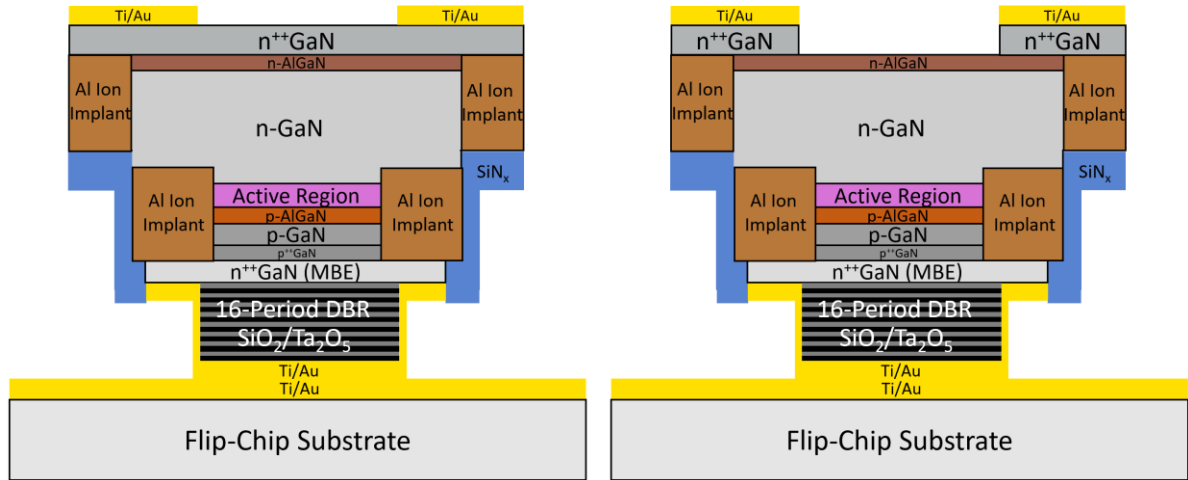 Ti/Au Ti/Au
n⁺⁺GaN
n-AlGaN
Al Ion
Implant
Al Ion
Implant
n-GaN
SiNₓ
Al Ion
Implant
Active Region
Al Ion
Implant
p-AlGaN
p-GaN
p⁺⁺GaN
n⁺⁺GaN (MBE)
16-Period DBR
SiO₂/Ta₂O₅
Ti/Au
Ti/Au
Flip-Chip Substrate
Ti/Au
n⁺⁺GaN n⁺⁺GaN
n-AlGaN
Al Ion
Implant
Al Ion
Implant
n-GaN
SiNₓ
Al Ion
Implant
Active Region
Al Ion
Implant
p-AlGaN
p-GaN
p⁺⁺GaN
n⁺⁺GaN (MBE)
16-Period DBR
SiO₂/Ta₂O₅
Ti/Au
Ti/Au
Flip-Chip Substrate